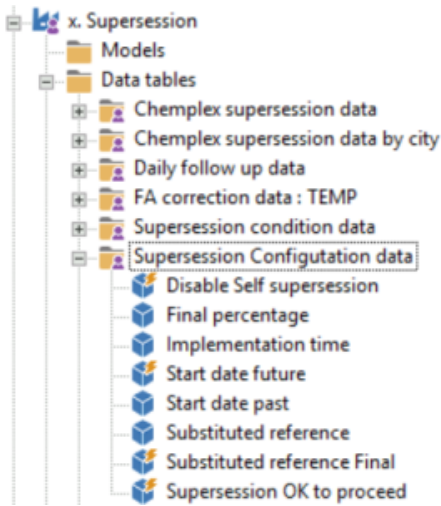 x. Supersession
Models
Data tables
Chemplex supersession data
Chemplex supersession data by city
Daily follow up data
FA correction data : TEMP
Supersession condition data
Supersession Configutation data
Disable Self supersession
Final percentage
Implementation time
Start date future
Start date past
Substituted reference
Substituted reference Final
Supersession OK to proceed